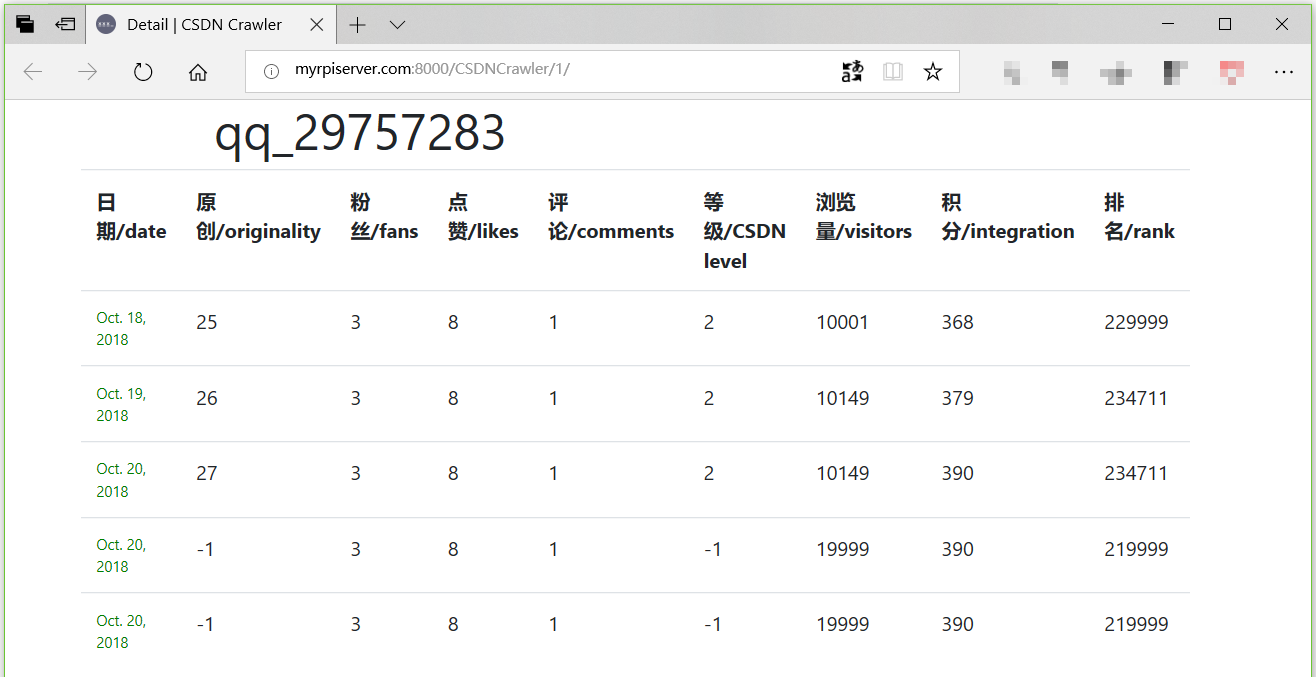 Detail | CSDN Crawler
myrpiserver.com:8000/CSDNCrawler/1/
qq_29757283
日 原 粉 点 评 等 浏览 积 排
期/date 创/originality 丝/fans 赞/likes 论/comments 级/CSDN 量/visitors 分/integration 名/rank
level
Oct. 18, 25 3 8 1 2 10001 368 229999
2018
Oct. 19, 26 3 8 1 2 10149 379 234711
2018
Oct. 20, 27 3 8 1 2 10149 390 234711
2018
Oct. 20, -1 3 8 1 -1 19999 390 219999
2018
Oct. 20, -1 3 8 1 -1 19999 390 219999
2018